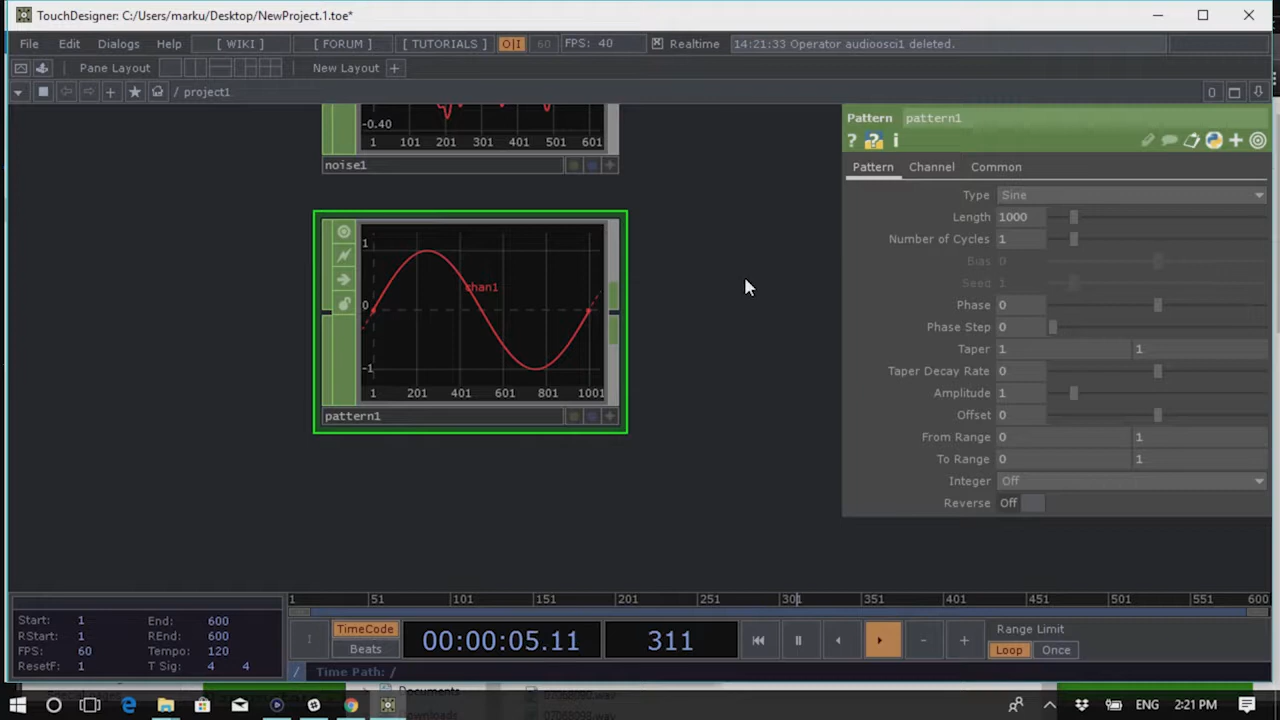 TouchDesigner: C:/Users/marku/Desktop/NewProject.1.toe*
File Edit Dialogs Help [ WIKI ] [ FORUM ] [ TUTORIALS ] O|I 60 FPS: 40 Realtime 14:21:33 Operator audioosci1 deleted.
Pane Layout New Layout +
/ project1 0
-0.40
1 101 201 301 401 501 601
noise1
1
0
-1
chan1
1 201 401 601 801 1001
pattern1
Pattern pattern1
? ? i
Pattern Channel Common
Type Sine
Length 1000
Number of Cycles 1
Bias 0
Seed 1
Phase 0
Phase Step 0
Taper 1 1
Taper Decay Rate 0
Amplitude 1
Offset 0
From Range 0 1
To Range 0 1
Integer Off
Reverse Off
1 51 101 151 201 251 301 351 401 451 501 551 600
Start: 1 End: 600
RStart: 1 REnd: 600
FPS: 60 Tempo: 120
ResetF: 1 T Sig: 4 4
TimeCode
Beats
00:00:05.11 311
Range Limit
Loop Once
/ Time Path: /
Documents
07068098.wav
ENG 2:21 PM